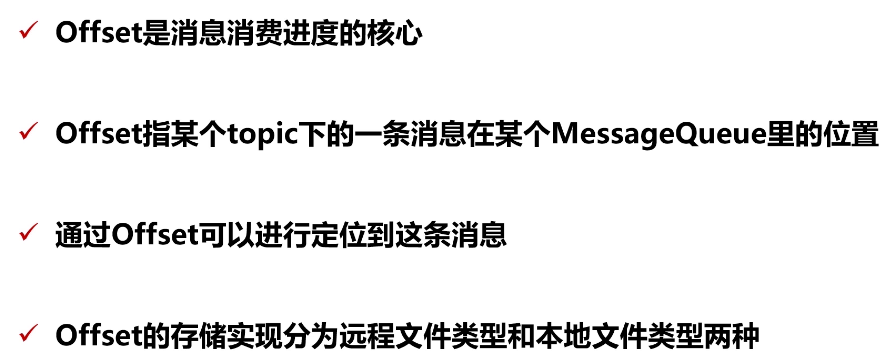 Offset是消息消费进度的核心
Offset指某个topic下的一条消息在某个MessageQueue里的位置
通过Offset可以进行定位到这条消息
Offset的存储实现分为远程文件类型和本地文件类型两种